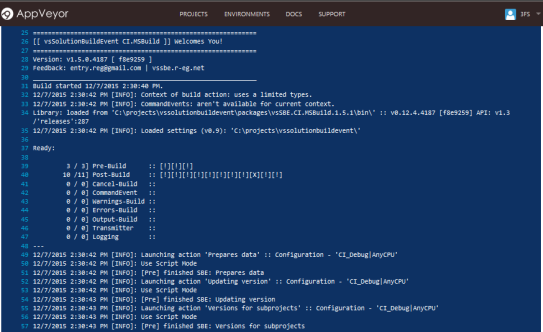 AppVeyor PROJECTS ENVIRONMENTS DOCS SUPPORT 3FS
25 ============================================================
26 [[ vsSolutionBuildEvent CI.MSBuild ]] Welcomes You!
27 ============================================================
28 Version: v1.5.0.4187 [ f8e9259 ]
29 Feedback: entry.reg@gmail.com | vssbe.r-eg.net
30 ____________________________________________________________
31 Build started 12/7/2015 2:30:40 PM.
32 12/7/2015 2:30:42 PM [INFO]: Context of build action: uses a limited types.
33 12/7/2015 2:30:42 PM [INFO]: CommandEvents: aren't available for current context.
34 Library: loaded from 'C:\projects\vssolutionbuildevent\packages\vsSBE.CI.MSBuild.1.5.1\bin\' :: v0.12.4.4187 [f8e9259] API: v1.3
/'releases':287
35 12/7/2015 2:30:42 PM [INFO]: Loaded settings (v0.9): 'C:\projects\vssolutionbuildevent\'
36
37 Ready:
38
39 3 / 3] Pre-Build :: [!][!][!]
40 10 /11] Post-Build :: [!][!][!][!][!][!][!][!][X][!][!]
41 0 / 0] Cancel-Build ::
42 0 / 0] CommandEvent ::
43 0 / 0] Warnings-Build ::
44 0 / 0] Errors-Build ::
45 0 / 0] Output-Build ::
46 0 / 0] Transmitter ::
47 0 / 0] Logging ::
48 ---
49 12/7/2015 2:30:42 PM [INFO]: Launching action 'Prepares data' :: Configuration - 'CI_Debug|AnyCPU'
50 12/7/2015 2:30:42 PM [INFO]: Use Script Mode
51 12/7/2015 2:30:42 PM [INFO]: [Pre] finished SBE: Prepares data
52 12/7/2015 2:30:42 PM [INFO]: Launching action 'Updating version' :: Configuration - 'CI_Debug|AnyCPU'
53 12/7/2015 2:30:42 PM [INFO]: Use Script Mode
54 12/7/2015 2:30:43 PM [INFO]: [Pre] finished SBE: Updating version
55 12/7/2015 2:30:43 PM [INFO]: Launching action 'Versions for subprojects' :: Configuration - 'CI_Debug|AnyCPU'
56 12/7/2015 2:30:43 PM [INFO]: Use Script Mode
57 12/7/2015 2:30:43 PM [INFO]: [Pre] finished SBE: Versions for subprojects